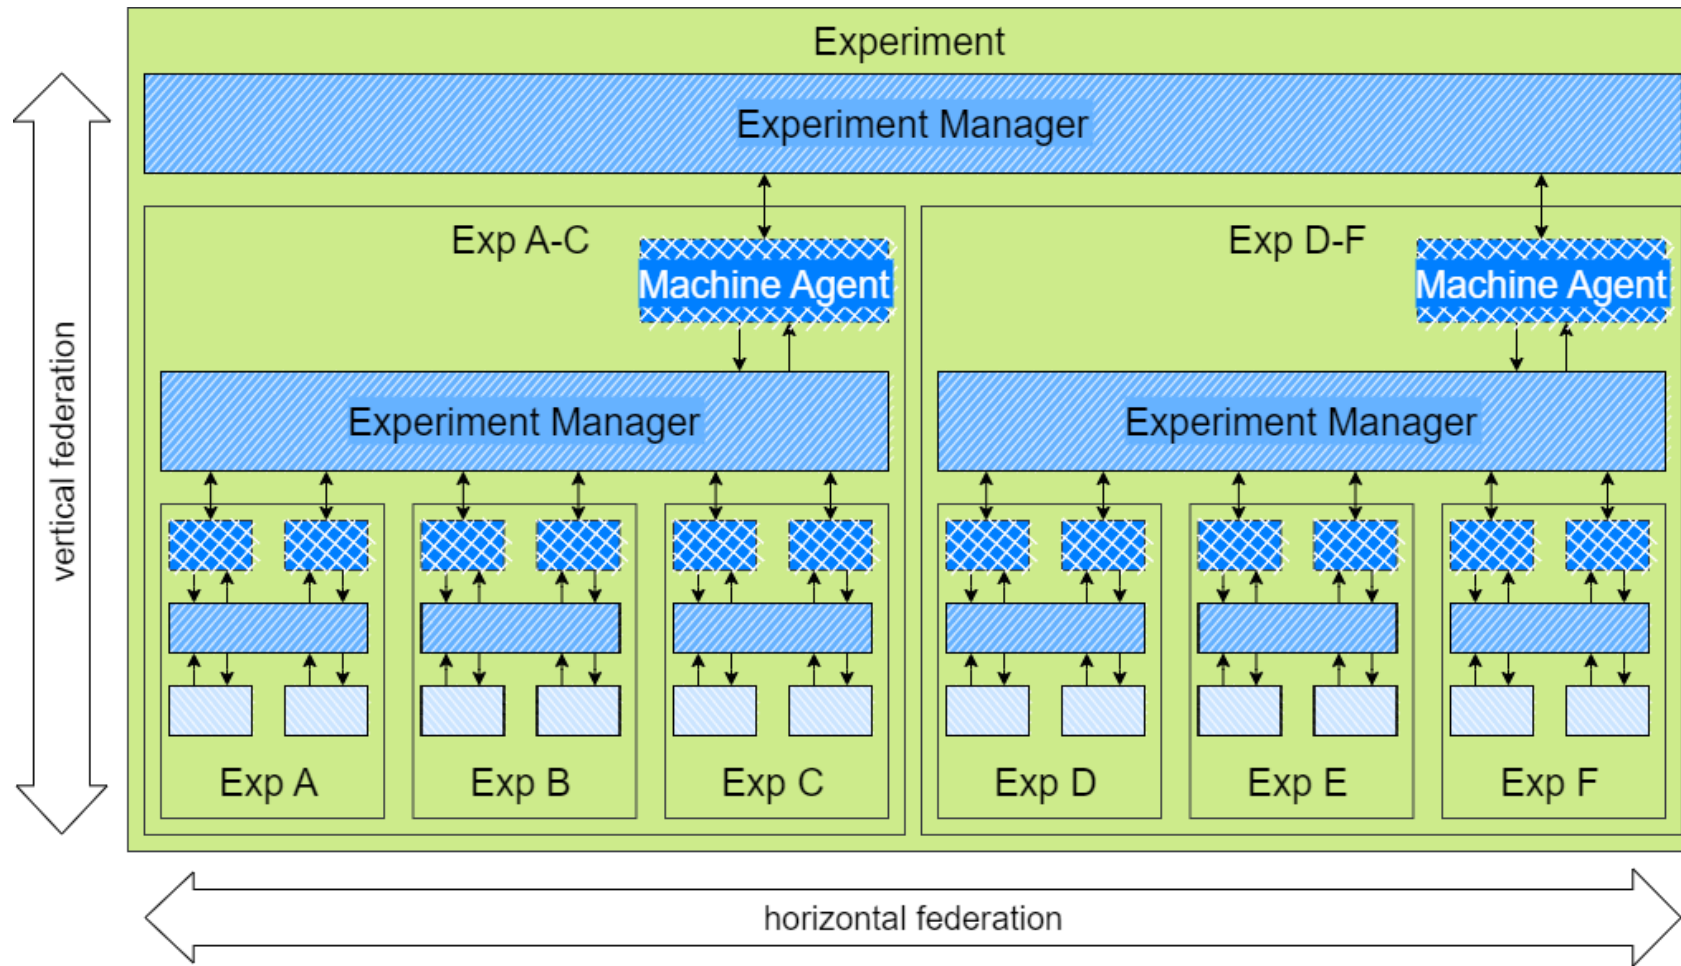 Experiment
Experiment Manager
Exp A-C
Machine Agent
Exp D-F
Machine Agent
Experiment Manager
Experiment Manager
Exp A
Exp B
Exp C
Exp D
Exp E
Exp F
vertical federation
horizontal federation